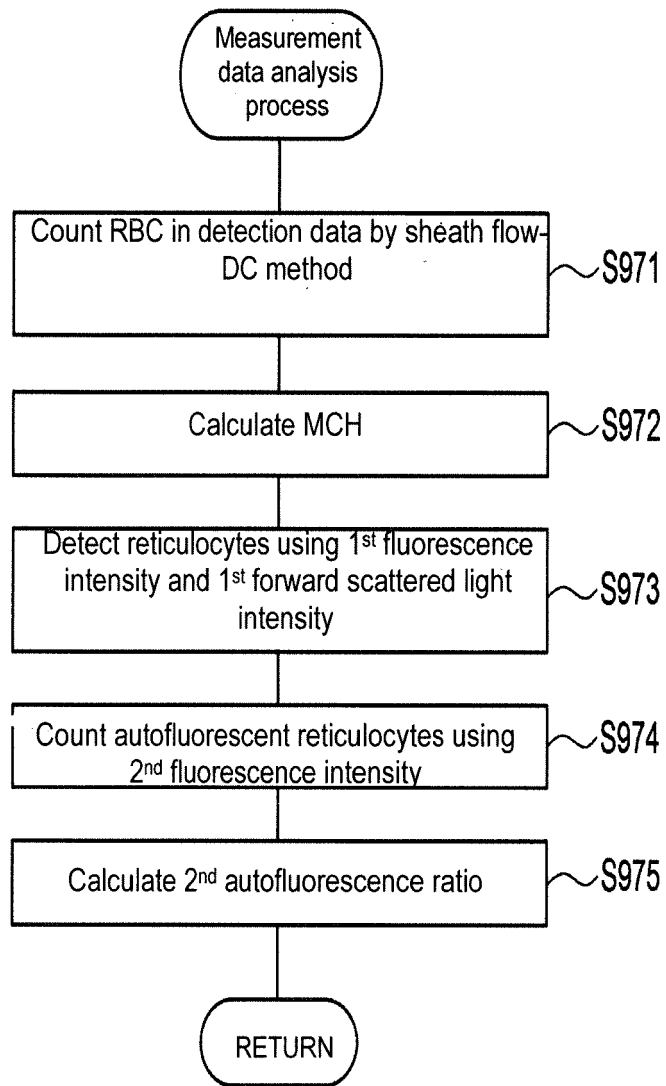 Measurement
data analysis
process
Count RBC in detection data by sheath flow-
DC method
S971
Calculate MCH
S972
Detect reticulocytes using 1st fluorescence
intensity and 1st forward scattered light
intensity
S973
Count autofluorescent reticulocytes using
2nd fluorescence intensity
S974
Calculate 2nd autofluorescence ratio
S975
RETURN